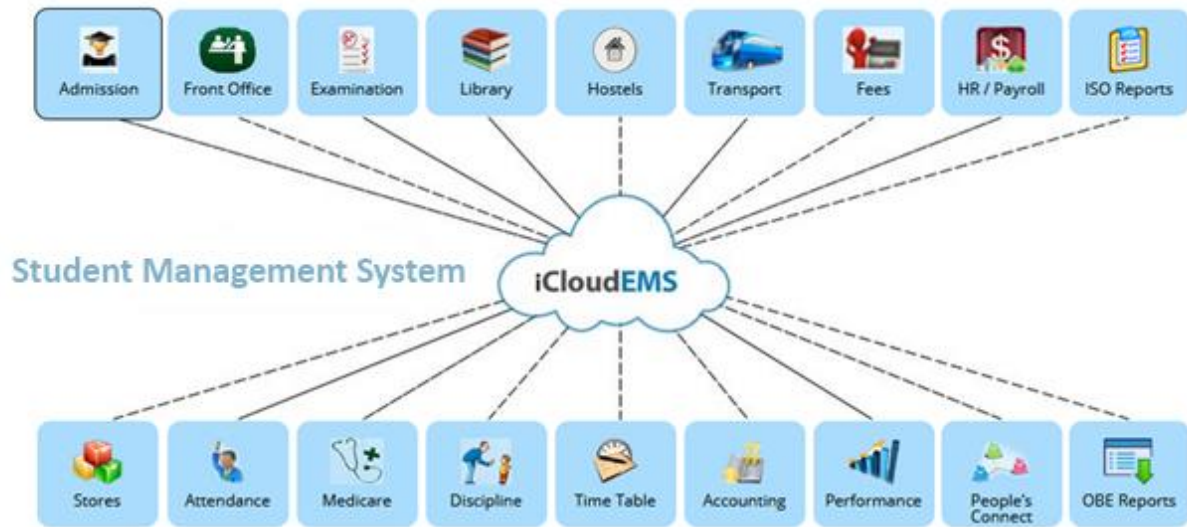 Admission
Front Office
Examination
Library
Hostels
Transport
Fees
HR / Payroll
ISO Reports
Student Management System
iCloudEMS
Stores
Attendance
Medicare
Discipline
Time Table
Accounting
Performance
People's
Connect
OBE Reports